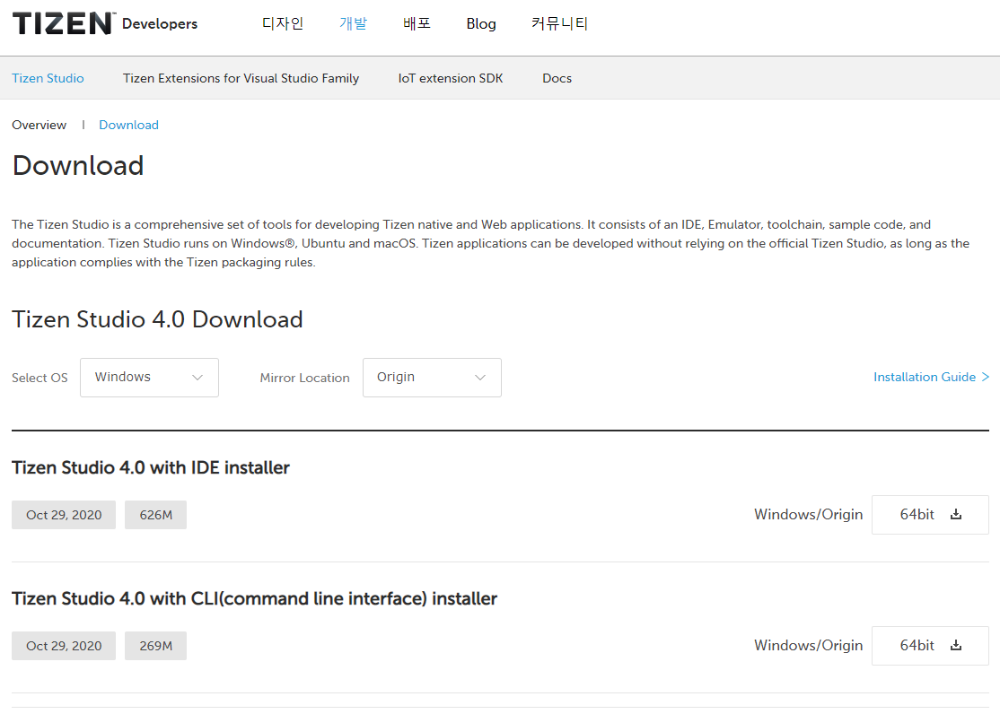 TIZEN™ Developers 디자인 개발 배포 Blog 커뮤니티
Tizen Studio Tizen Extensions for Visual Studio Family IoT extension SDK Docs
Overview | Download
Download
The Tizen Studio is a comprehensive set of tools for developing Tizen native and Web applications. It consists of an IDE, Emulator, toolchain, sample code, and
documentation. Tizen Studio runs on Windows®, Ubuntu and macOS. Tizen applications can be developed without relying on the official Tizen Studio, as long as the
application complies with the Tizen packaging rules.
Tizen Studio 4.0 Download
Select OS Windows Mirror Location Origin Installation Guide >
Tizen Studio 4.0 with IDE installer
Oct 29, 2020 626M Windows/Origin 64bit
Tizen Studio 4.0 with CLI(command line interface) installer
Oct 29, 2020 269M Windows/Origin 64bit